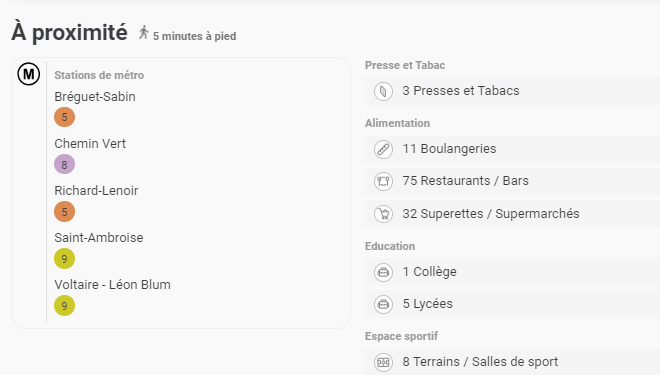 À proximité 5 minutes à pied
M
Stations de métro
Bréguet-Sabin
5
Chemin Vert
8
Richard-Lenoir
5
Saint-Ambroise
9
Voltaire - Léon Blum
9
Presse et Tabac
3 Presses et Tabacs
Alimentation
11 Boulangeries
75 Restaurants / Bars
32 Superettes / Supermarchés
Education
1 Collège
5 Lycées
Espace sportif
8 Terrains / Salles de sport